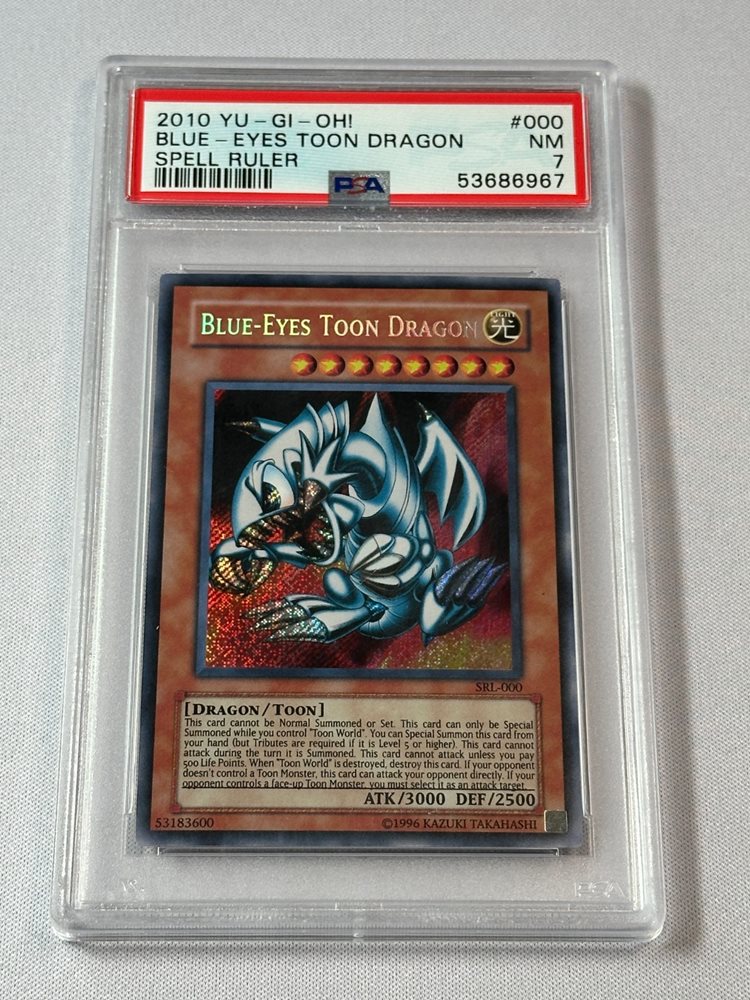 2010 YU-GI-OH! #000
BLUE-EYES TOON DRAGON NM
SPELL RULER 7
PSA 53686967
BLUE-EYES TOON DRAGON
LIGHT
光
SRL-000
[DRAGON/TOON]
This card cannot be Normal Summoned or Set. This card can only be Special
Summoned while you control "Toon World". You can Special Summon this card from
your hand (but Tributes are required if it is Level 5 or higher). This card cannot
attack during the turn it is Summoned. This card cannot attack unless you pay
500 Life Points. When "Toon World" is destroyed, destroy this card. If your opponent
doesn't control a Toon Monster, this card can attack your opponent directly. If your
opponent controls a face-up Toon Monster, you must select it as an attack target.
ATK/3000 DEF/2500
53183600 ©1996 KAZUKI TAKAHASHI
PSA